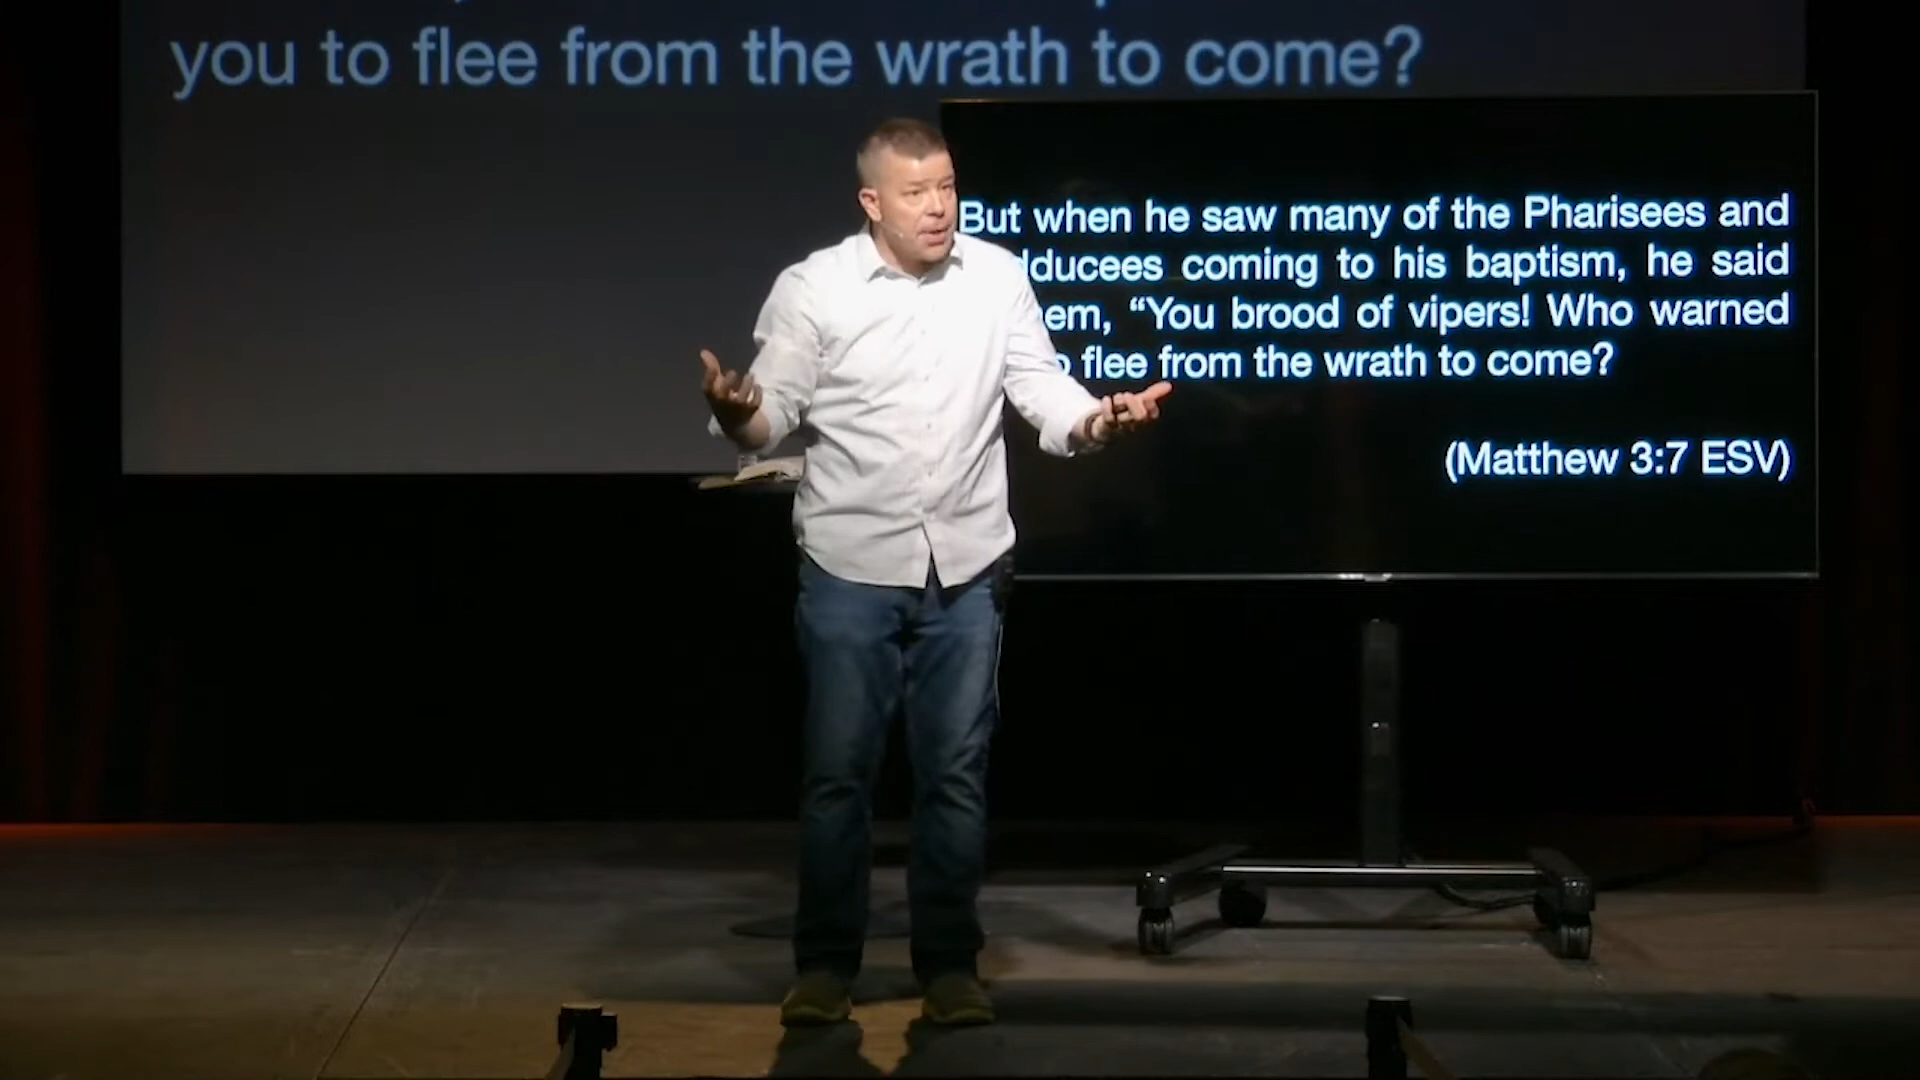 you to flee from the wrath to come?
But when he saw many of the Pharisees and
dducees coming to his baptism, he said
em, “You brood of vipers! Who warned
flee from the wrath to come?
(Matthew 3:7 ESV)